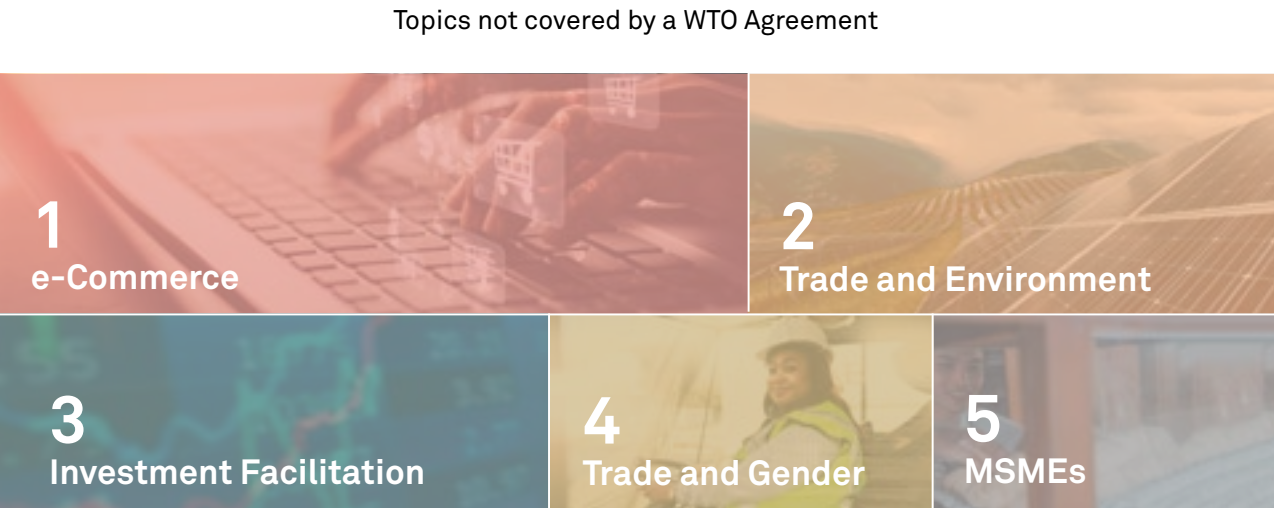 Topics not covered by a WTO Agreement
1
e-Commerce
2
Trade and Environment
3
Investment Facilitation
4
Trade and Gender
5
MSMEs